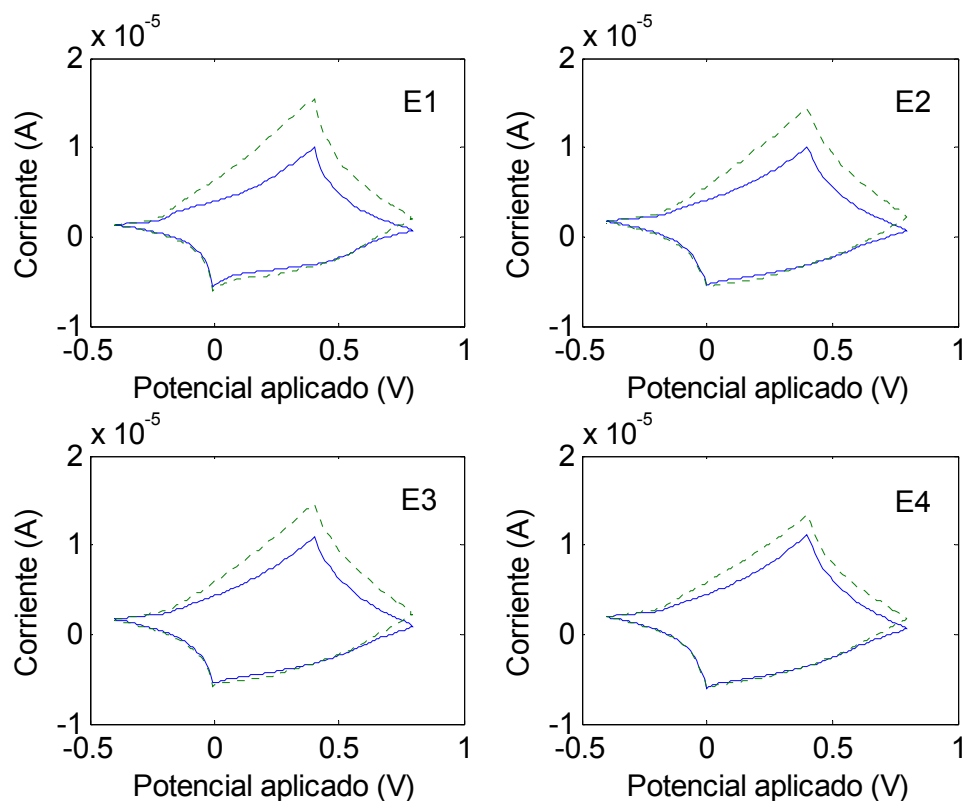 x 10-5
2
1
0
-1
-0.5
0
0.5
1
Corriente (A)
Potencial aplicado (V)
E1
x 10-5
2
1
0
-1
-0.5
0
0.5
1
Corriente (A)
Potencial aplicado (V)
E2
x 10-5
2
1
0
-1
-0.5
0
0.5
1
Corriente (A)
Potencial aplicado (V)
E3
x 10-5
2
1
0
-1
-0.5
0
0.5
1
Corriente (A)
Potencial aplicado (V)
E4